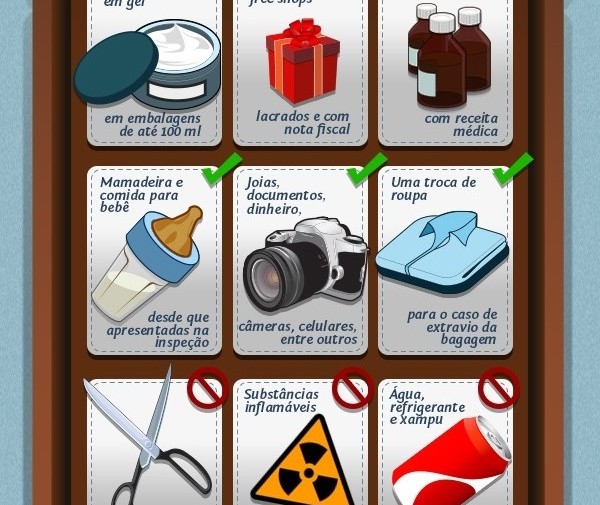 em gel
free shops
em embalagens
de até 100 ml
lacrados e com
nota fiscal
com receita
médica
Mamadeira e
comida para
bebê
desde que
apresentadas na
inspeção
Joias,
documentos,
dinheiro,
câmeras, celulares,
entre outros
Uma troca de
roupa
para o caso de
extravio da
bagagem
Substâncias
inflamáveis
Água,
refrigerante
e xampu